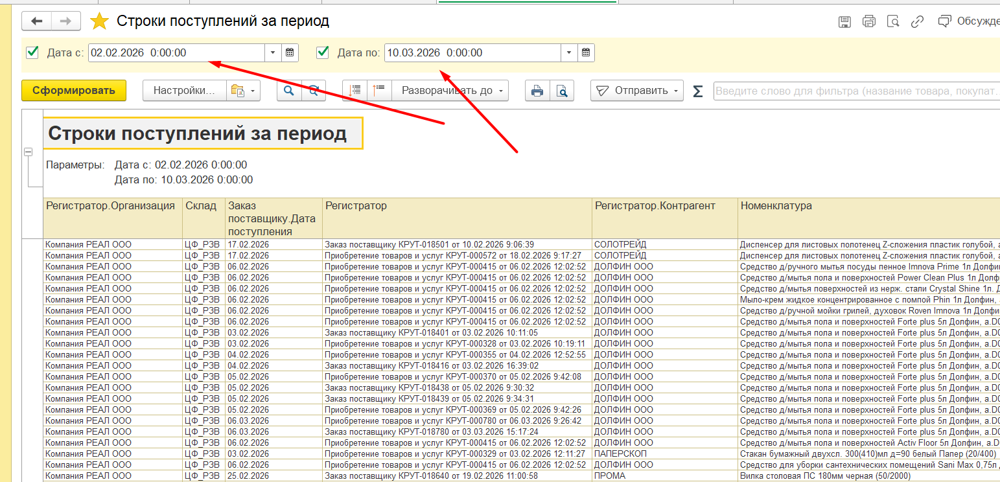 Строки поступлений за период
Обсужде
Дата с: 02.02.2026 0:00:00 Дата по: 10.03.2026 0:00:00
Сформировать Настройки... Разворачивать до Отправить Σ Введите слово для фильтра (название товара, покупат...
Строки поступлений за период
Параметры: Дата с: 02.02.2026 0:00:00
Дата по: 10.03.2026 0:00:00
Регистратор.Организация Склад Заказ поставщику.Дата поступления Регистратор Регистратор.Контрагент Номенклатура
Компания РЕАЛ ООО ЦФ_РЗВ 17.02.2026 Заказ поставщику КРУТ-018501 от 10.02.2026 9:06:39 СОЛОТРЕЙД Диспенсер для листовых полотенец Z-сложения пластик голубой, а
Компания РЕАЛ ООО ЦФ_РЗВ 17.02.2026 Приобретение товаров и услуг КРУТ-000572 от 18.02.2026 9:17:27 СОЛОТРЕЙД Диспенсер для листовых полотенец Z-сложения пластик голубой, а
Компания РЕАЛ ООО ЦФ_РЗВ 06.02.2026 Приобретение товаров и услуг КРУТ-000415 от 06.02.2026 12:02:52 ДОЛФИН ООО Средство д/ручного мытья посуды пенное Imnova Prime 1л Долфи
Компания РЕАЛ ООО ЦФ_РЗВ 06.02.2026 Приобретение товаров и услуг КРУТ-000415 от 06.02.2026 12:02:52 ДОЛФИН ООО Средство д/мытья пола и поверхностей Power Clean Plus 1л Долф
Компания РЕАЛ ООО ЦФ_РЗВ 06.02.2026 Приобретение товаров и услуг КРУТ-000415 от 06.02.2026 12:02:52 ДОЛФИН ООО Средство д/мытья поверхностей из нерж. стали Crystal Shine 1л. Д
Компания РЕАЛ ООО ЦФ_РЗВ 06.02.2026 Приобретение товаров и услуг КРУТ-000415 от 06.02.2026 12:02:52 ДОЛФИН ООО Мыло-крем жидкое концентрированное с помпой Phin 1л Долфин,
Компания РЕАЛ ООО ЦФ_РЗВ 06.02.2026 Приобретение товаров и услуг КРУТ-000415 от 06.02.2026 12:02:52 ДОЛФИН ООО Средство д/ручной мойки грилей, духовок Roven Imnova 1л Долфи
Компания РЕАЛ ООО ЦФ_РЗВ 06.02.2026 Приобретение товаров и услуг КРУТ-000415 от 06.02.2026 12:02:52 ДОЛФИН ООО Средство д/мытья пола и поверхностей Forte plus 5л Долфин, а.D0
Компания РЕАЛ ООО ЦФ_РЗВ 03.02.2026 Заказ поставщику КРУТ-018401 от 03.02.2026 10:11:05 ДОЛФИН ООО Средство д/мытья пола и поверхностей Forte plus 5л Долфин, а.D0
Компания РЕАЛ ООО ЦФ_РЗВ 03.02.2026 Приобретение товаров и услуг КРУТ-000328 от 03.02.2026 10:19:11 ДОЛФИН ООО Средство д/мытья пола и поверхностей Forte plus 5л Долфин, а.D0
Компания РЕАЛ ООО ЦФ_РЗВ 04.02.2026 Приобретение товаров и услуг КРУТ-000355 от 04.02.2026 12:52:55 ДОЛФИН ООО Средство д/мытья пола и поверхностей Forte plus 5л Долфин, а.D0
Компания РЕАЛ ООО ЦФ_РЗВ 04.02.2026 Заказ поставщику КРУТ-018416 от 03.02.2026 16:39:02 ДОЛФИН ООО Средство д/мытья пола и поверхностей Forte plus 5л Долфин, а.D0
Компания РЕАЛ ООО ЦФ_РЗВ 05.02.2026 Приобретение товаров и услуг КРУТ-000370 от 05.02.2026 9:42:08 ДОЛФИН ООО Средство д/мытья пола и поверхностей Forte plus 5л Долфин, а.D0
Компания РЕАЛ ООО ЦФ_РЗВ 05.02.2026 Заказ поставщику КРУТ-018438 от 05.02.2026 9:30:32 ДОЛФИН ООО Средство д/мытья пола и поверхностей Forte plus 5л Долфин, а.D0
Компания РЕАЛ ООО ЦФ_РЗВ 05.02.2026 Заказ поставщику КРУТ-018439 от 05.02.2026 9:34:31 ДОЛФИН ООО Средство д/мытья пола и поверхностей Forte plus 5л Долфин, а.D0
Компания РЕАЛ ООО ЦФ_РЗВ 05.02.2026 Приобретение товаров и услуг КРУТ-000369 от 05.02.2026 9:42:26 ДОЛФИН ООО Средство д/мытья пола и поверхностей Forte plus 5л Долфин, а.D0
Компания РЕАЛ ООО ЦФ_РЗВ 06.03.2026 Приобретение товаров и услуг КРУТ-000780 от 06.03.2026 9:26:42 ДОЛФИН ООО Средство д/мытья пола и поверхностей Forte plus 5л Долфин, а.D0
Компания РЕАЛ ООО ЦФ_РЗВ 06.03.2026 Заказ поставщику КРУТ-018780 от 03.03.2026 15:17:24 ДОЛФИН ООО Средство д/мытья пола и поверхностей Forte plus 5л Долфин, а.D0
Компания РЕАЛ ООО ЦФ_РЗВ 06.02.2026 Приобретение товаров и услуг КРУТ-000415 от 06.02.2026 12:02:52 ДОЛФИН ООО Средство д/мытья пола и поверхностей Activ Floor 5л Долфин, а.D
Компания РЕАЛ ООО ЦФ_РЗВ 03.02.2026 Приобретение товаров и услуг КРУТ-000329 от 03.02.2026 12:11:27 ПАПЕРСКОП Стакан бумажный двухсл. 300(410)мл д=90 белый Папер (20/400)
Компания РЕАЛ ООО ЦФ_РЗВ 06.02.2026 Приобретение товаров и услуг КРУТ-000415 от 06.02.2026 12:02:52 ДОЛФИН ООО Средство для уборки сантехнических помещений Sani Max 0,75л
Компания РЕАЛ ООО ЦФ_РЗВ 25.02.2026 Заказ поставщику КРУТ-018640 от 19.02.2026 11:00:58 ПРОМА Вилка столовая ПС 180мм черная (50/2000)